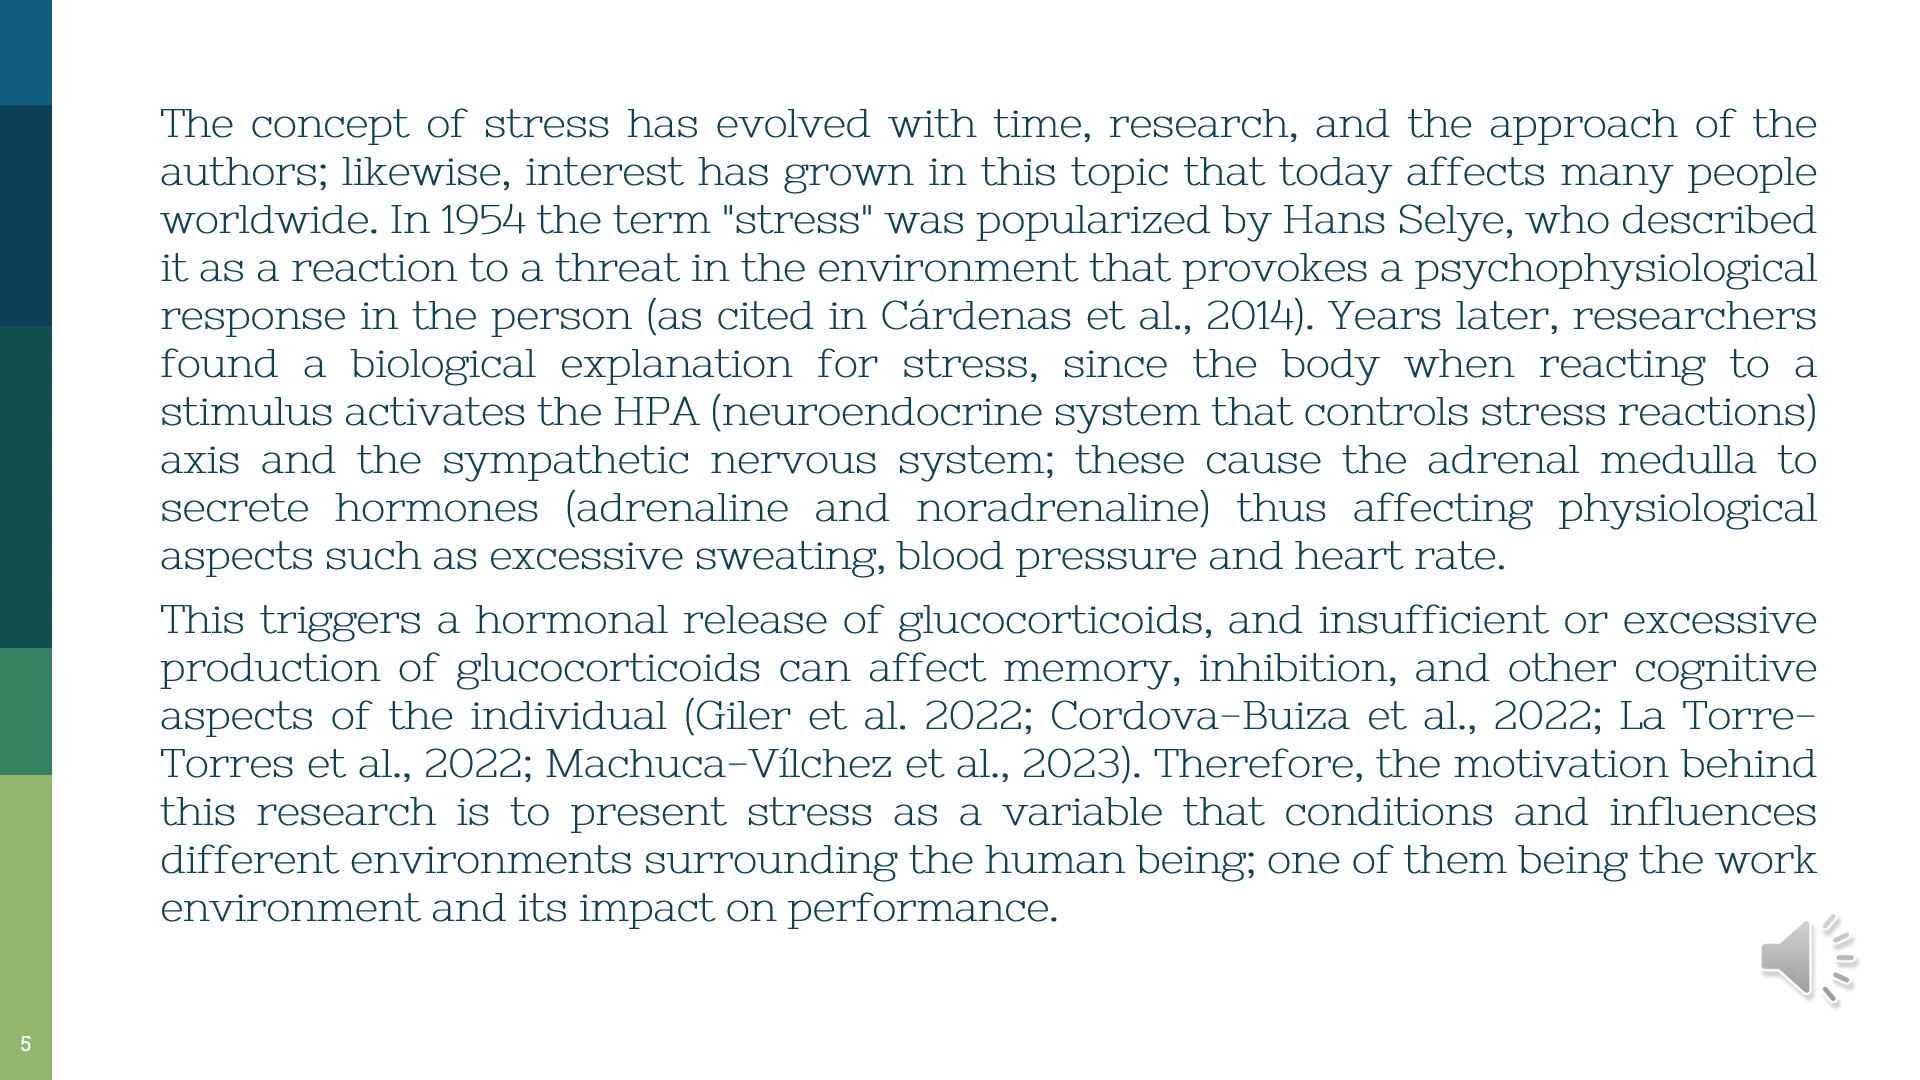 The concept of stress has evolved with time, research, and the approach of the
authors; likewise, interest has grown in this topic that today affects many people
worldwide. In 1954 the term "stress" was popularized by Hans Selye, who described
it as a reaction to a threat in the environment that provokes a psychophysiological
response in the person (as cited in Cárdenas et al., 2014). Years later, researchers
found a biological explanation for stress, since the body when reacting to a
stimulus activates the HPA (neuroendocrine system that controls stress reactions)
axis and the sympathetic nervous system; these cause the adrenal medulla to
secrete hormones (adrenaline and noradrenaline) thus affecting physiological
aspects such as excessive sweating, blood pressure and heart rate.
This triggers a hormonal release of glucocorticoids, and insufficient or excessive
production of glucocorticoids can affect memory, inhibition, and other cognitive
aspects of the individual (Giler et al. 2022; Cordova-Buiza et al., 2022; La Torre-
Torres et al., 2022; Machuca-Vílchez et al., 2023). Therefore, the motivation behind
this research is to present stress as a variable that conditions and influences
different environments surrounding the human being; one of them being the work
environment and its impact on performance.
5